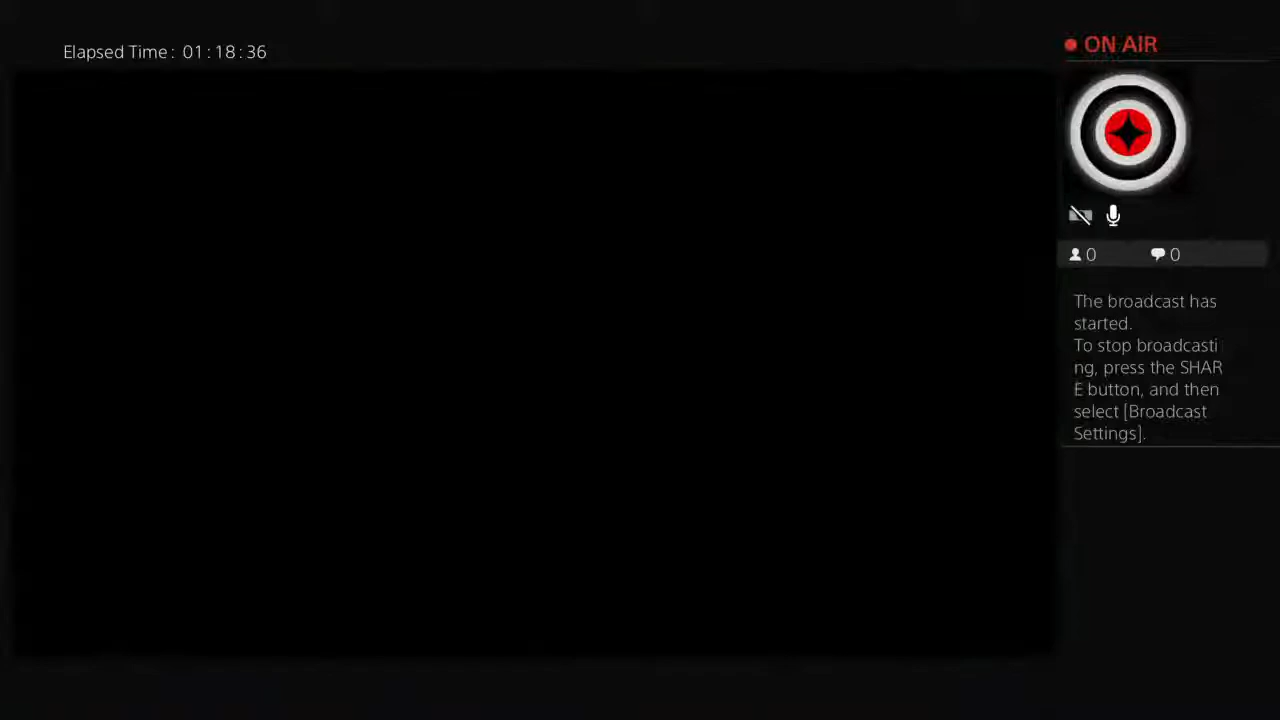 Elapsed Time: 01:18:36
ON AIR
0
0
The broadcast has
started.
To stop broadcasti
ng, press the SHAR
E button, and then
select [Broadcast
Settings].